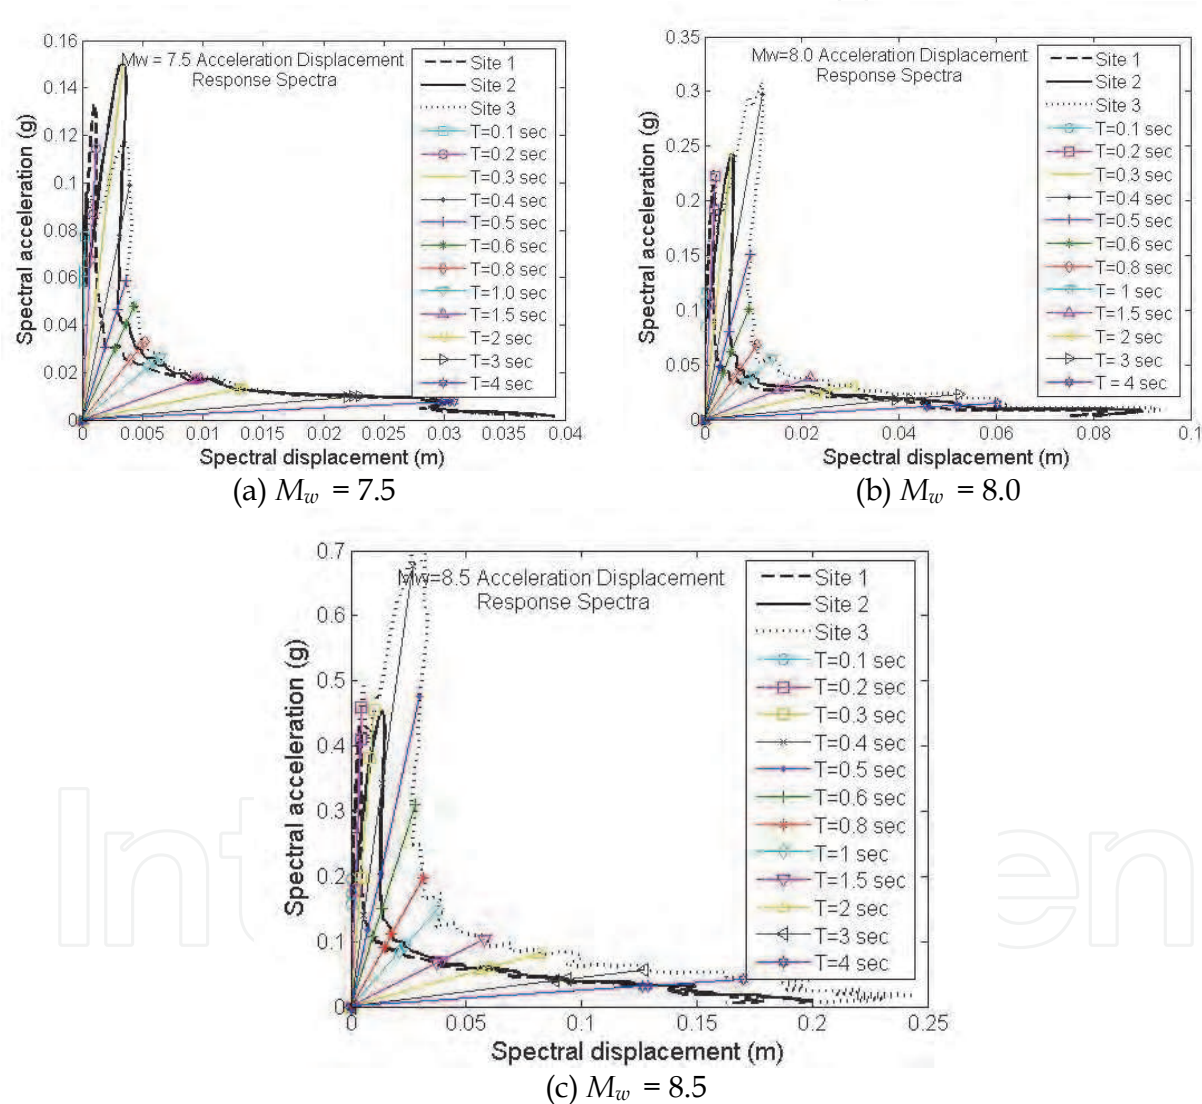 0.16
0.14
0.12
0.1
0.08
0.06
0.04
0.02
0
Spectral acceleration (g)
Mw = 7.5 Acceleration Displacement
Response Spectra
Site 1
Site 2
Site 3
T=0.1 sec
T=0.2 sec
T=0.3 sec
T=0.4 sec
T=0.5 sec
T=0.6 sec
T=0.8 sec
T=1.0 sec
T=1.5 sec
T=2 sec
T=3 sec
T=4 sec
0 0.005 0.01 0.015 0.02 0.025 0.03 0.035 0.04
Spectral displacement (m)
(a) Mw = 7.5
0.35
0.3
0.25
0.2
0.15
0.1
0.05
0
Spectral acceleration (g)
Mw=8.0 Acceleration Displacement
Response Spectra
Site 1
Site 2
Site 3
T=0.1 sec
T=0.2 sec
T=0.3 sec
T=0.4 sec
T=0.5 sec
T=0.6 sec
T=0.8 sec
T= 1 sec
T=1.5 sec
T= 2 sec
T= 3 sec
T = 4 sec
0 0.02 0.04 0.06 0.08 0.1
Spectral displacement (m)
(b) Mw = 8.0
0.7
0.6
0.5
0.4
0.3
0.2
0.1
0
Spectral acceleration (g)
Mw=8.5 Acceleration Displacement
Response Spectra
Site 1
Site 2
Site 3
T=0.1 sec
T=0.2 sec
T=0.3 sec
T=0.4 sec
T=0.5 sec
T=0.6 sec
T=0.8 sec
T=1 sec
T=1.5 sec
T=2 sec
T=3 sec
T=4 sec
0 0.05 0.1 0.15 0.2 0.25
Spectral displacement (m)
(c) Mw = 8.5